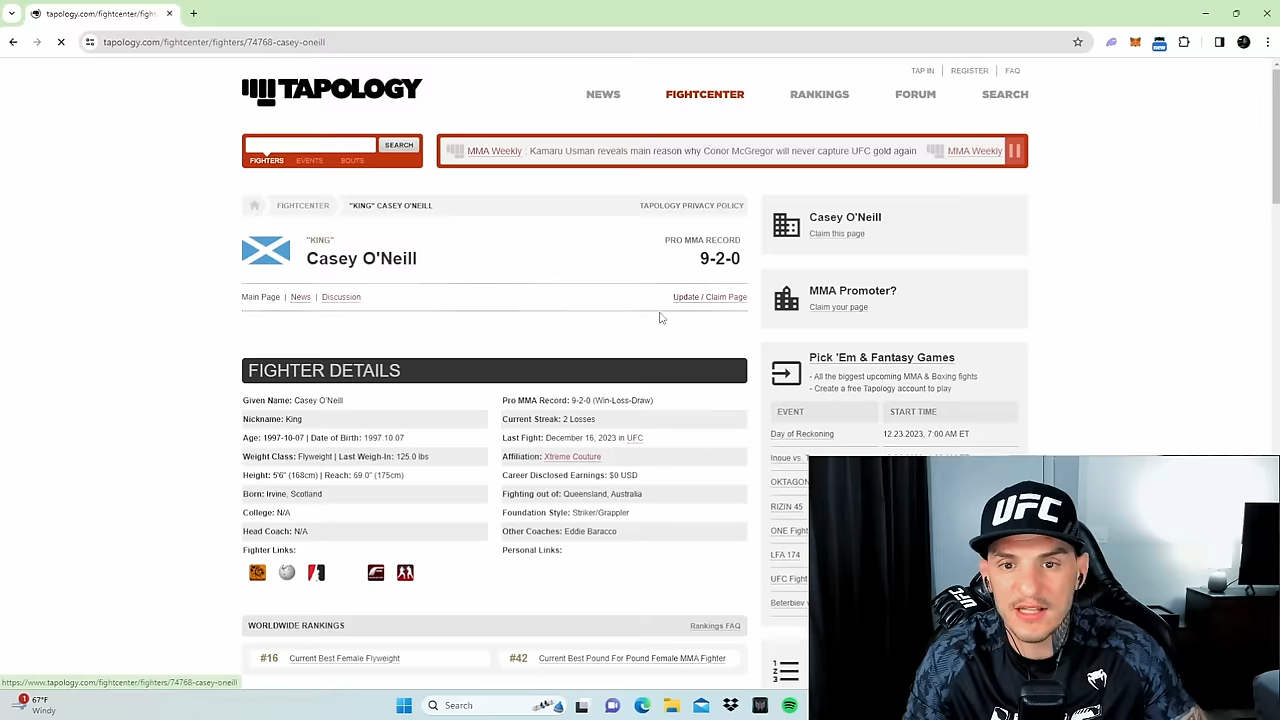 tapology.com/fightcenter/fight
tapology.com/fightcenter/fighters/74768-casey-oneill
new
TAP IN | REGISTER | FAQ
TAPOLOGY
NEWS FIGHTCENTER RANKINGS FORUM SEARCH
SEARCH
FIGHTERS EVENTS BOUTS
MMA Weekly : Kamaru Usman reveals main reason why Conor McGregor will never capture UFC gold again MMA Weekly
FIGHTCENTER "KING" CASEY O'NEILL TAPOLOGY PRIVACY POLICY
"KING"
Casey O'Neill
PRO MMA RECORD
9-2-0
Main Page | News | Discussion
Update / Claim Page
FIGHTER DETAILS
Given Name: Casey O'Neill
Pro MMA Record: 9-2-0 (Win-Loss-Draw)
Nickname: King
Current Streak: 2 Losses
Age: 1997-10-07 | Date of Birth: 1997.10.07
Last Fight: December 16, 2023 in UFC
Weight Class: Flyweight | Last Weigh-In: 125.0 lbs
Affiliation: Xtreme Couture
Height: 5'6" (168cm) | Reach: 69.0" (175cm)
Career Disclosed Earnings: $0 USD
Born: Irvine, Scotland
Fighting out of: Queensland, Australia
College: N/A
Foundation Style: Striker/Grappler
Head Coach: N/A
Other Coaches: Eddie Baracco
Fighter Links:
Personal Links:
WORLDWIDE RANKINGS
Rankings FAQ
#16 Current Best Female Flyweight
#42 Current Best Pound For Pound Female MMA Fighter
Casey O'Neill
Claim this page
MMA Promoter?
Claim your page
Pick 'Em & Fantasy Games
- All the biggest upcoming MMA & Boxing fights
- Create a free Tapology account to play
EVENT START TIME
Day of Reckoning 12.23.2023, 7:00 AM ET
Inoue vs.
OKTAGON
RIZIN 45
ONE Fight
LFA 174
UFC Fight
Beterbiev v
UFC
UFC
https://www.tapology.com/fightcenter/fighters/74768-casey-oneill
1
67°F
Windy
Search